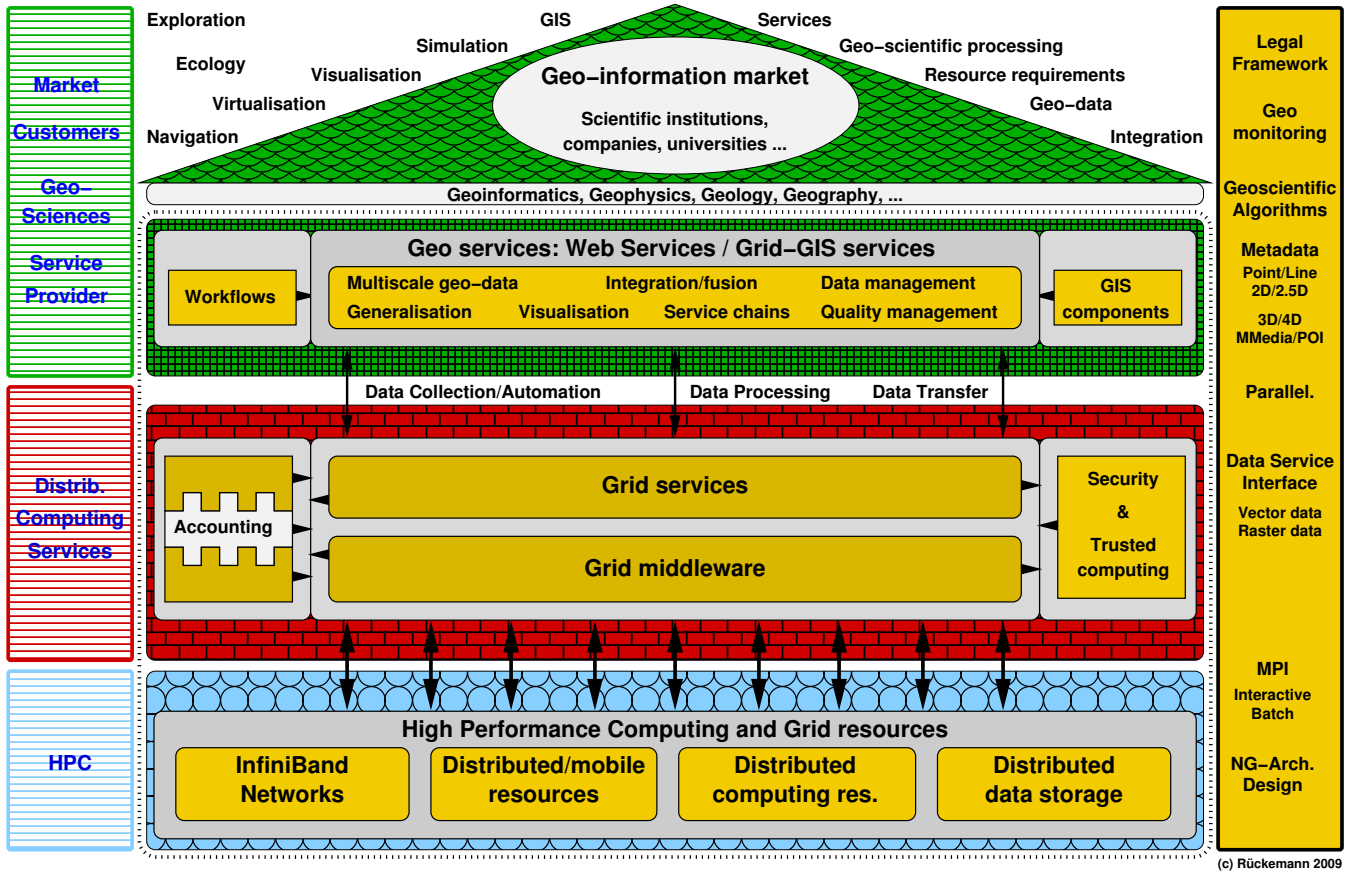 Market
Customers
Geo−
Sciences
Service
Provider
Distrib.
Computing
Services
HPC
Exploration
GIS
Services
Simulation
Geo−scientific processing
Ecology
Visualisation
Resource requirements
Virtualisation
Geo−data
Navigation
Integration
Geo−information market
Scientific institutions,
companies, universities ...
Geoinformatics, Geophysics, Geology, Geography, ...
Geo services: Web Services / Grid−GIS services
Workflows
Multiscale geo−data Integration/fusion Data management
Generalisation Visualisation Service chains Quality management
GIS
components
Data Collection/Automation Data Processing Data Transfer
Accounting
Grid services
Grid middleware
Security
&
Trusted
computing
High Performance Computing and Grid resources
InfiniBand
Networks
Distributed/mobile
resources
Distributed
computing res.
Distributed
data storage
Legal
Framework
Geo
monitoring
Geoscientific
Algorithms
Metadata
Point/Line
2D/2.5D
3D/4D
MMedia/POI
Parallel.
Data Service
Interface
Vector data
Raster data
MPI
Interactive
Batch
NG−Arch.
Design
(c) Rückemann 2009